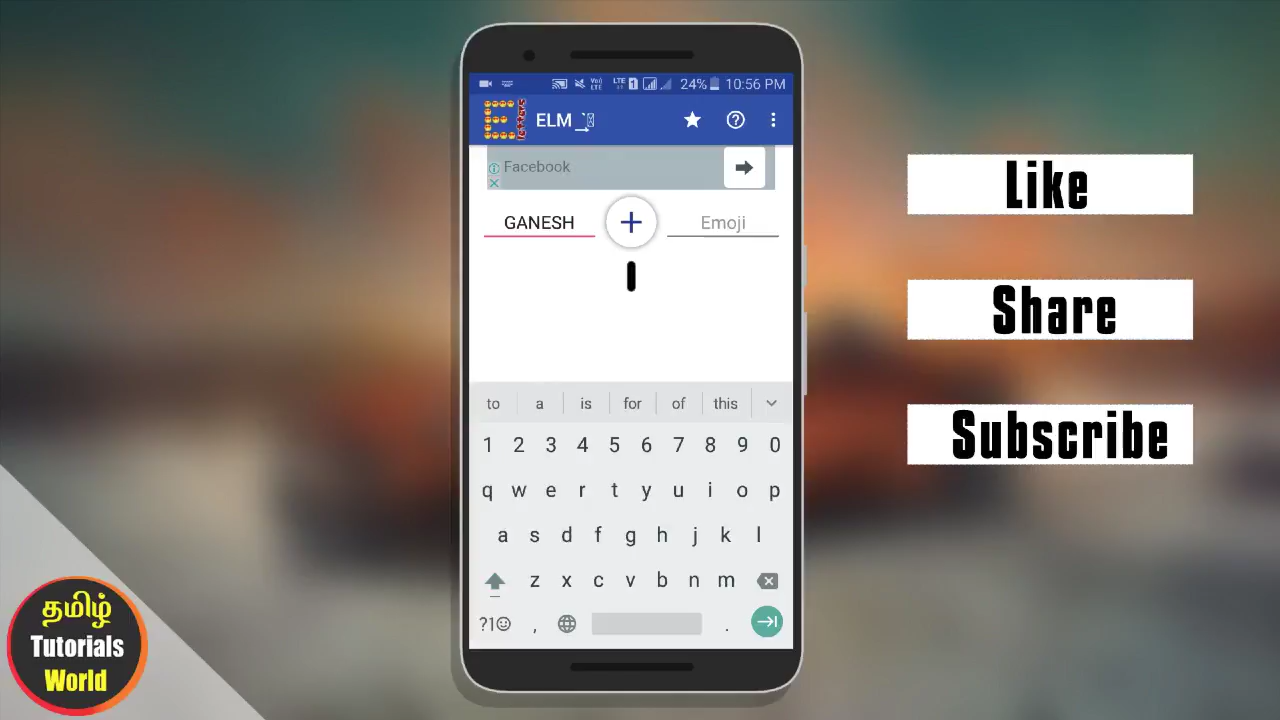 24% 10:56 PM
ELM
Facebook
GANESH
Emoji
to a is for of this
1 2 3 4 5 6 7 8 9 0
q w e r t y u i o p
a s d f g h j k l
z x c v b n m
?1☺ , .
Like
Share
Subscribe
தமிழ்
Tutorials
World